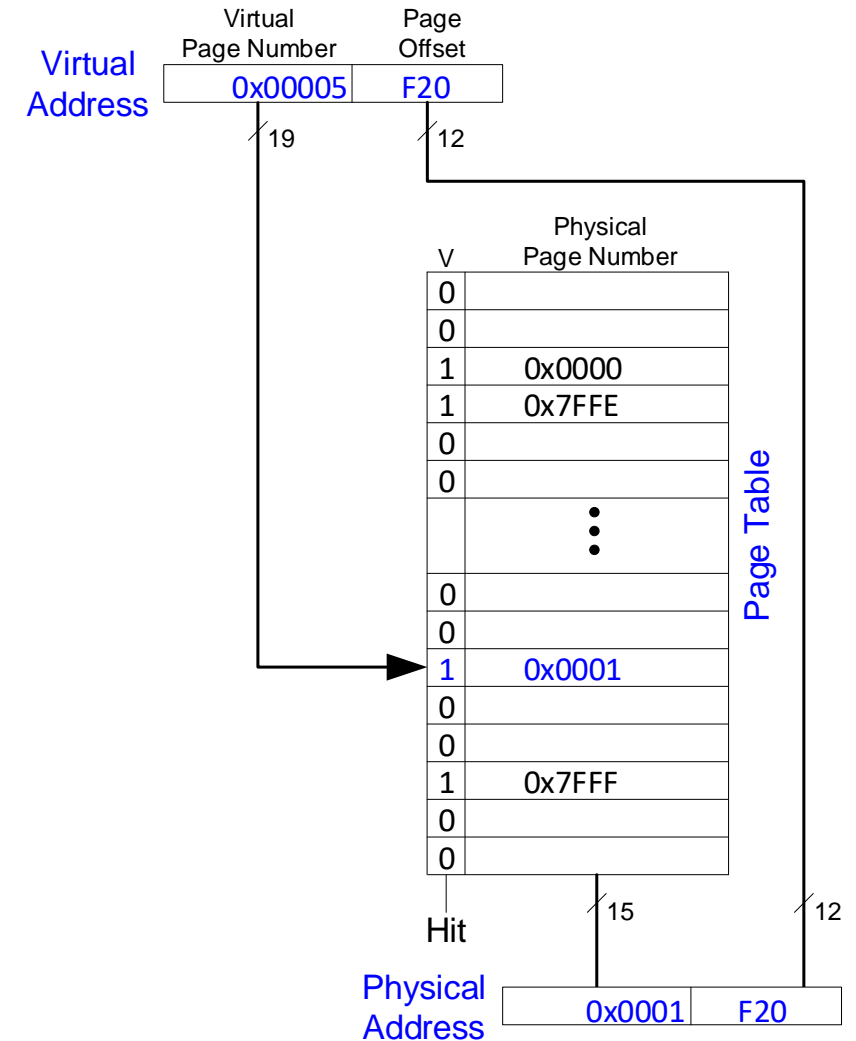 Virtual
Page Number
Page
Offset
Virtual
Address
0x00005
F20
19
12
V
Physical
Page Number
0
0
1 0x0000
1 0x7FFE
0
0
0
0
1 0x0001
0
0
1 0x7FFF
0
0
Page Table
Hit
15
12
Physical
Address
0x0001
F20